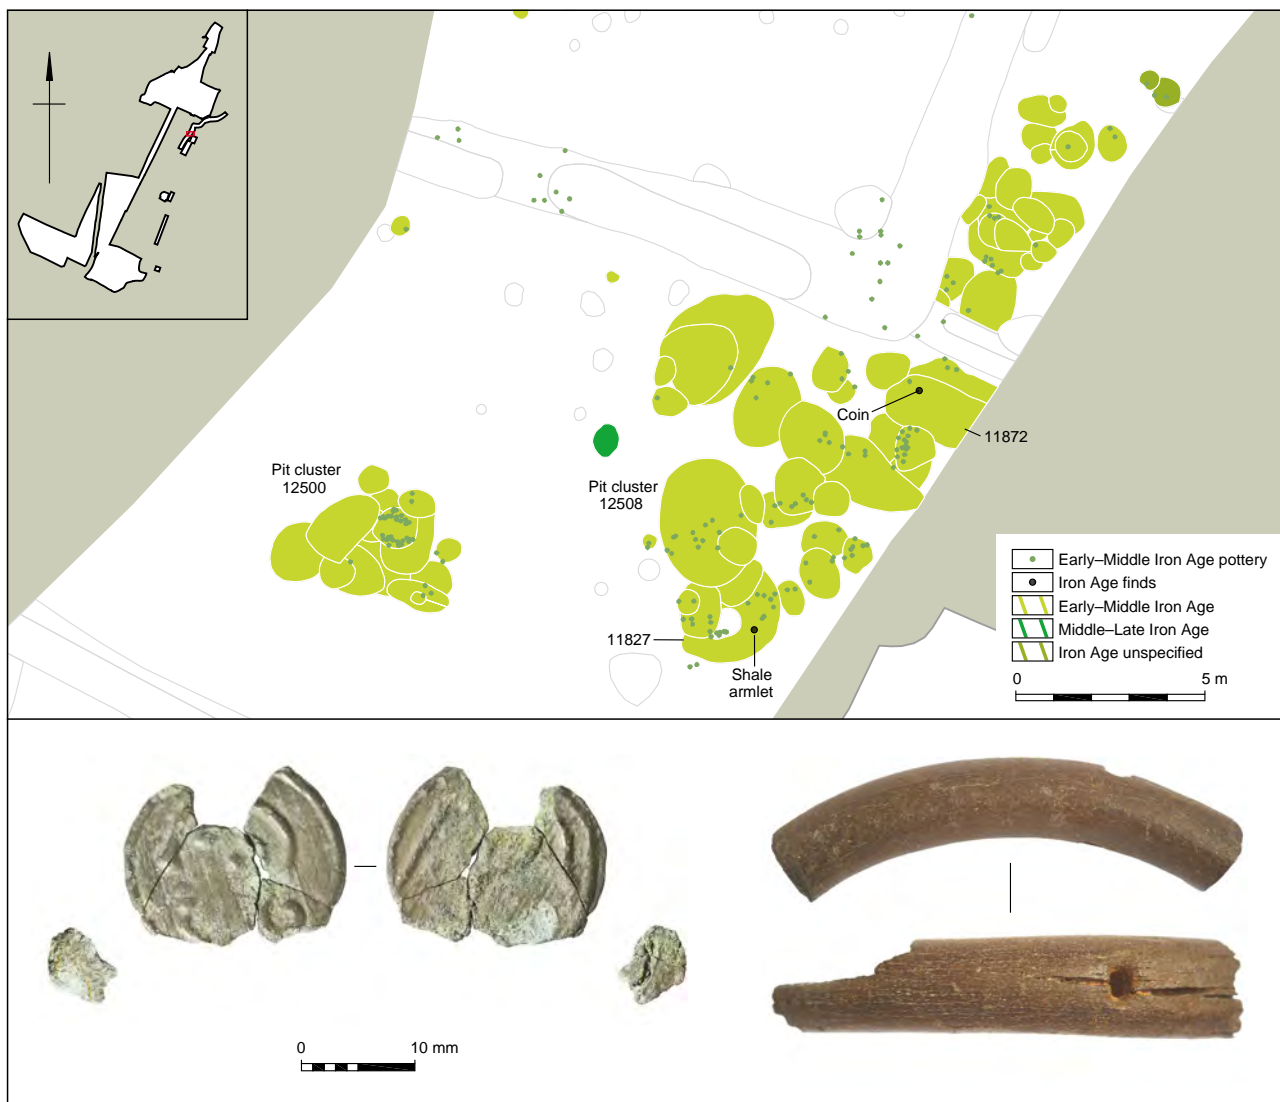 Coin
11872
Pit cluster
12500
Pit cluster
12508
11827
Shale
armlet
Early–Middle Iron Age pottery
Iron Age finds
Early–Middle Iron Age
Middle–Late Iron Age
Iron Age unspecified
0 5 m
0 10 mm